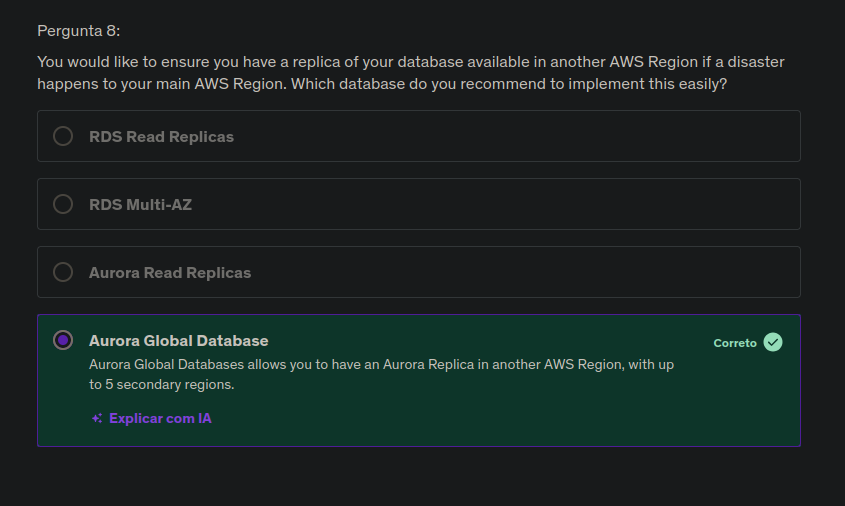 Pergunta 8:
You would like to ensure you have a replica of your database available in another AWS Region if a disaster
happens to your main AWS Region. Which database do you recommend to implement this easily?
RDS Read Replicas
RDS Multi-AZ
Aurora Read Replicas
Aurora Global Database
Correto
Aurora Global Databases allows you to have an Aurora Replica in another AWS Region, with up
to 5 secondary regions.
Explicar com IA